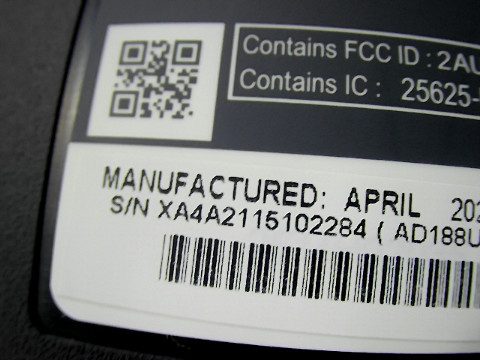 Contains FCC ID : 2AU
Contains IC : 25625-
MANUFACTURED: APRIL 202
S/N XA4A2115102284 ( AD188U